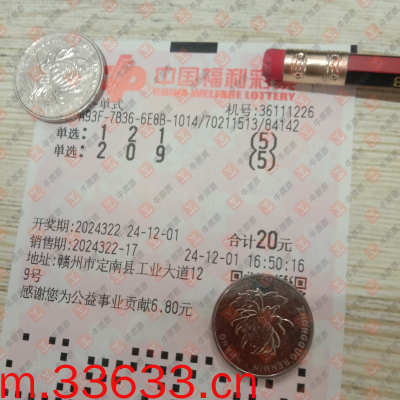 中国福利彩票
CHINA WELFARE LOTTERY
单式
机号:36111226
A93F-7B36-6E8B-1014/70211513/84142
单选: 1 2 1 (5)
单选: 2 0 9 (5)
开奖期:2024322 24-12-01 合计20元
销售期:2024322-17 24-12-01 16:50:16
地址:赣州市定南县工业大道12
9号
感谢您为公益事业贡献6.80元
m.33633.cn